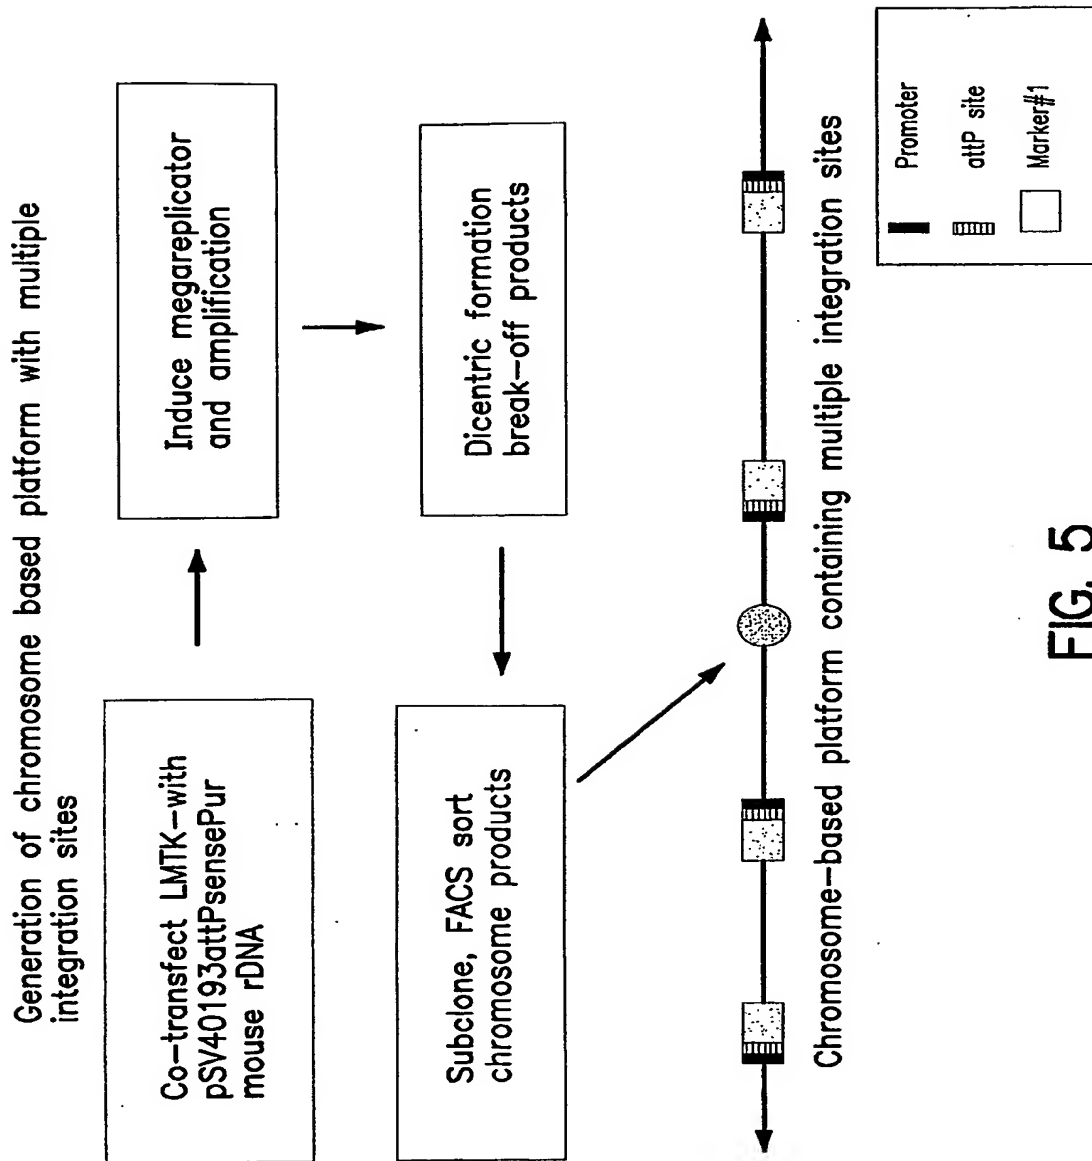 Generation of chromosome based platform with multiple
integration sites
Co-transfect LMTK-with
pSV40193attPsensePur
mouse rDNA
Induce megareplicator
and amplification
Dicentric formation
break-off products
Subclone, FACS sort
chromosome products
Chromosome-based platform containing multiple integration sites
Promoter
attP site
Marker#1
FIG. 5